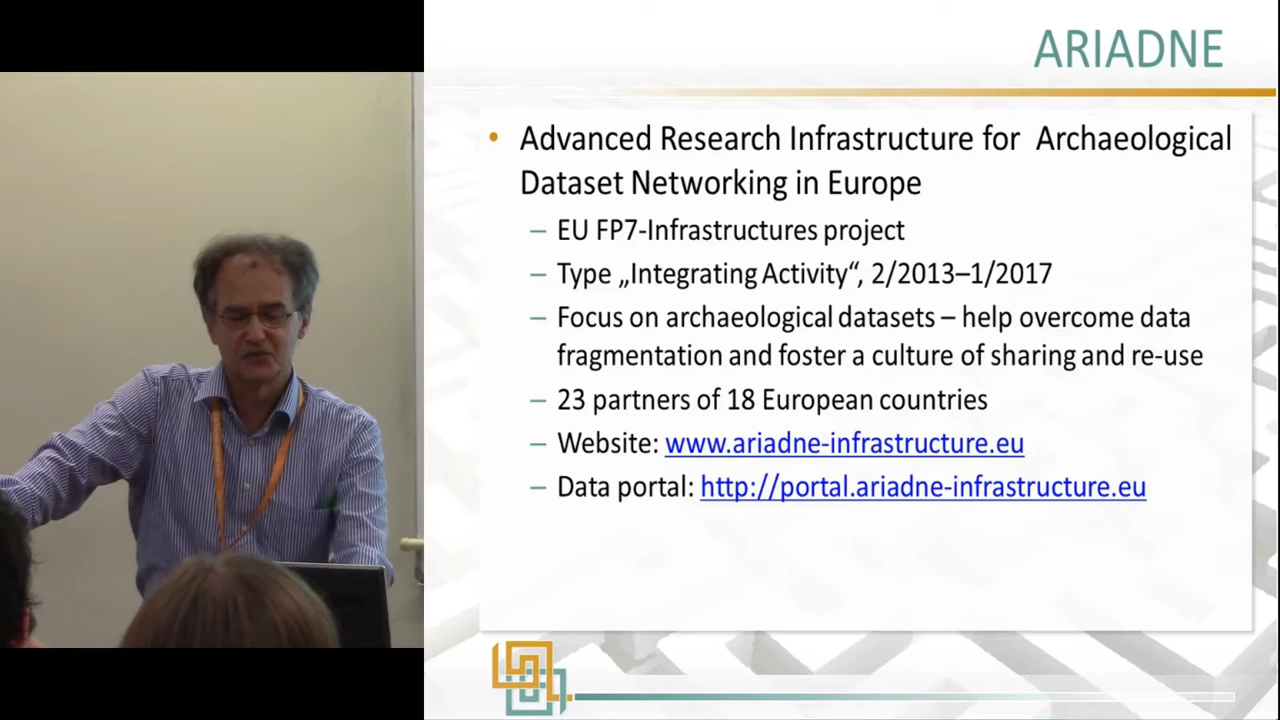 ARIADNE
• Advanced Research Infrastructure for Archaeological
Dataset Networking in Europe
– EU FP7-Infrastructures project
– Type „Integrating Activity“, 2/2013–1/2017
– Focus on archaeological datasets – help overcome data
fragmentation and foster a culture of sharing and re-use
– 23 partners of 18 European countries
– Website: www.ariadne-infrastructure.eu
– Data portal: http://portal.ariadne-infrastructure.eu